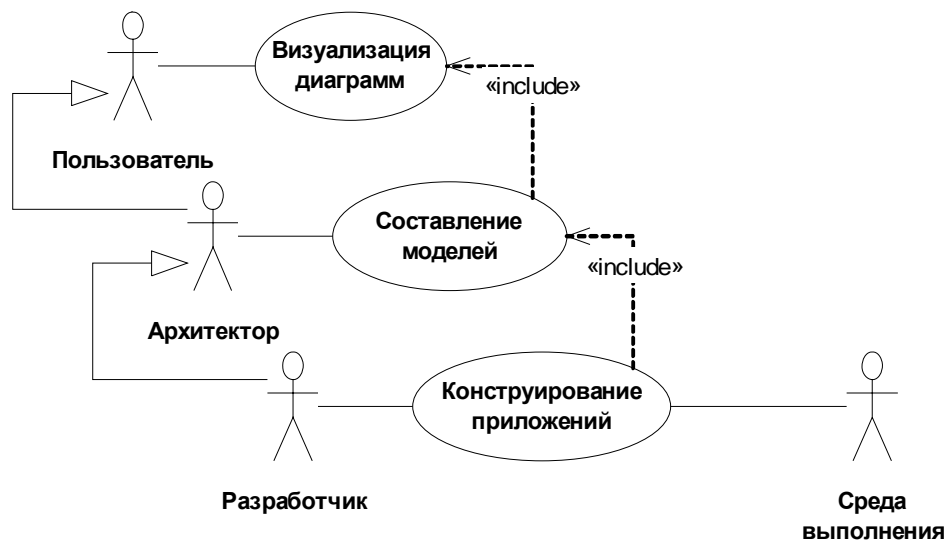 Визуализация
диаграмм
«include»
Пользователь
Составление
моделей
«include»
Архитектор
Конструирование
приложений
Разработчик
Среда
выполнения